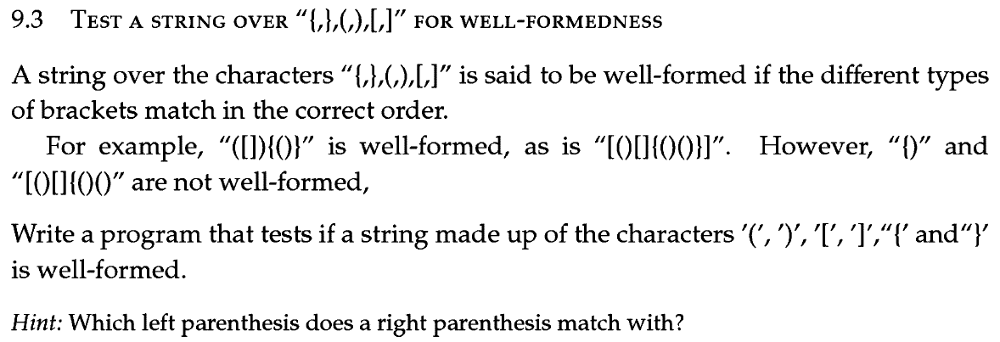 9.3 TEST A STRING OVER “{,},(,),[,]” FOR WELL-FORMEDNESS
A string over the characters “{,},(,),[,]” is said to be well-formed if the different types
of brackets match in the correct order.
For example, “([]){()}” is well-formed, as is “[()[]{()()}]”. However, “{)” and
“[()[]{()()” are not well-formed,
Write a program that tests if a string made up of the characters ’(’, ’)’, ’[’, ’]’,“{’ and“}’
is well-formed.
Hint: Which left parenthesis does a right parenthesis match with?